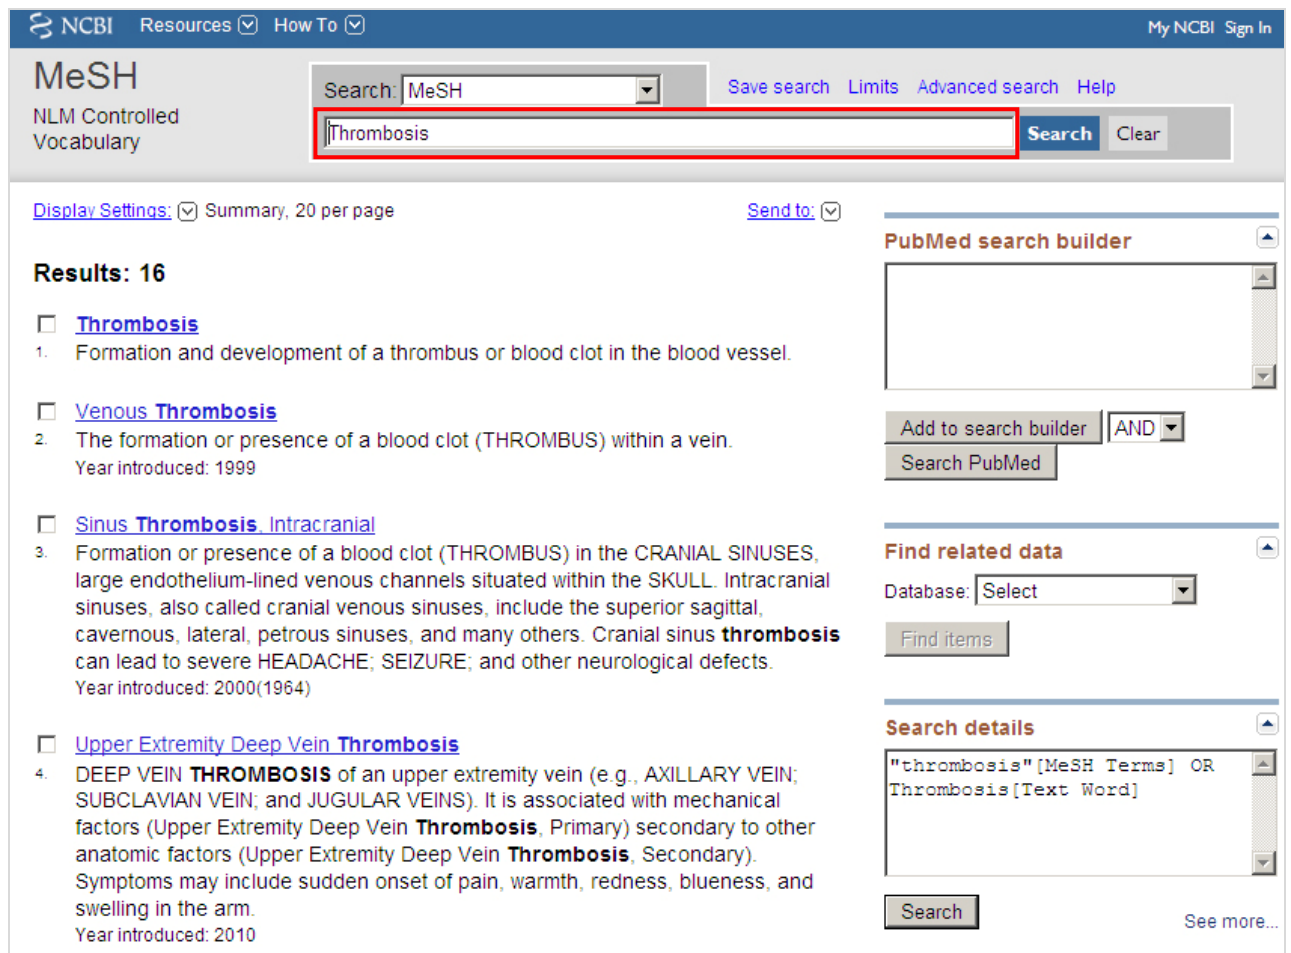 NCBI Resources How To My NCBI Sign In
MeSH
NLM Controlled
Vocabulary
Search: MeSH
Save search Limits Advanced search Help
Thrombosis
Search Clear
Display Settings: Summary, 20 per page Send to:
Results: 16
Thrombosis
1. Formation and development of a thrombus or blood clot in the blood vessel.
Venous Thrombosis
2. The formation or presence of a blood clot (THROMBUS) within a vein.
Year introduced: 1999
Sinus Thrombosis, Intracranial
3. Formation or presence of a blood clot (THROMBUS) in the CRANIAL SINUSES,
large endothelium-lined venous channels situated within the SKULL. Intracranial
sinuses, also called cranial venous sinuses, include the superior sagittal,
cavernous, lateral, petrous sinuses, and many others. Cranial sinus thrombosis
can lead to severe HEADACHE; SEIZURE; and other neurological defects.
Year introduced: 2000(1964)
Upper Extremity Deep Vein Thrombosis
4. DEEP VEIN THROMBOSIS of an upper extremity vein (e.g., AXILLARY VEIN;
SUBCLAVIAN VEIN; and JUGULAR VEINS). It is associated with mechanical
factors (Upper Extremity Deep Vein Thrombosis, Primary) secondary to other
anatomic factors (Upper Extremity Deep Vein Thrombosis, Secondary).
Symptoms may include sudden onset of pain, warmth, redness, blueness, and
swelling in the arm.
Year introduced: 2010
PubMed search builder
Add to search builder AND
Search PubMed
Find related data
Database: Select
Find items
Search details
"thrombosis"[MeSH Terms] OR
Thrombosis[Text Word]
Search
See more...